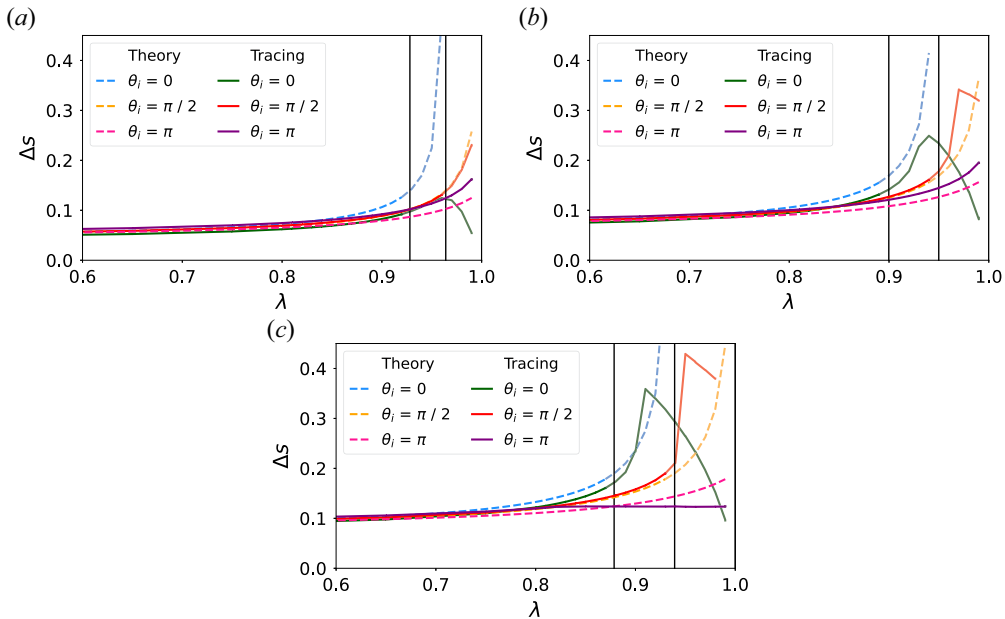 (a)
Theory Tracing
θi = 0 θi = 0
θi = π / 2 θi = π / 2
θi = π θi = π
Δs
0.4
0.3
0.2
0.1
0.0
0.6 0.7 0.8 0.9 1.0
λ
(b)
Theory Tracing
θi = 0 θi = 0
θi = π / 2 θi = π / 2
θi = π θi = π
Δs
0.4
0.3
0.2
0.1
0.0
0.6 0.7 0.8 0.9 1.0
λ
(c)
Theory Tracing
θi = 0 θi = 0
θi = π / 2 θi = π / 2
θi = π θi = π
Δs
0.4
0.3
0.2
0.1
0.0
0.6 0.7 0.8 0.9 1.0
λ